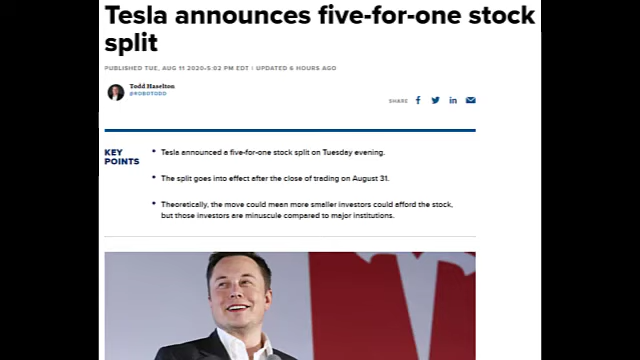 Tesla announces five-for-one stock
split
PUBLISHED TUE, AUG 11 2020•5:02 PM EDT | UPDATED 6 HOURS AGO
Todd Haselton
@ROBOTODD
SHARE
KEY
POINTS
• Tesla announced a five-for-one stock split on Tuesday evening.
• The split goes into effect after the close of trading on August 31.
• Theoretically, the move could mean more smaller investors could afford the stock,
but those investors are minuscule compared to major institutions.